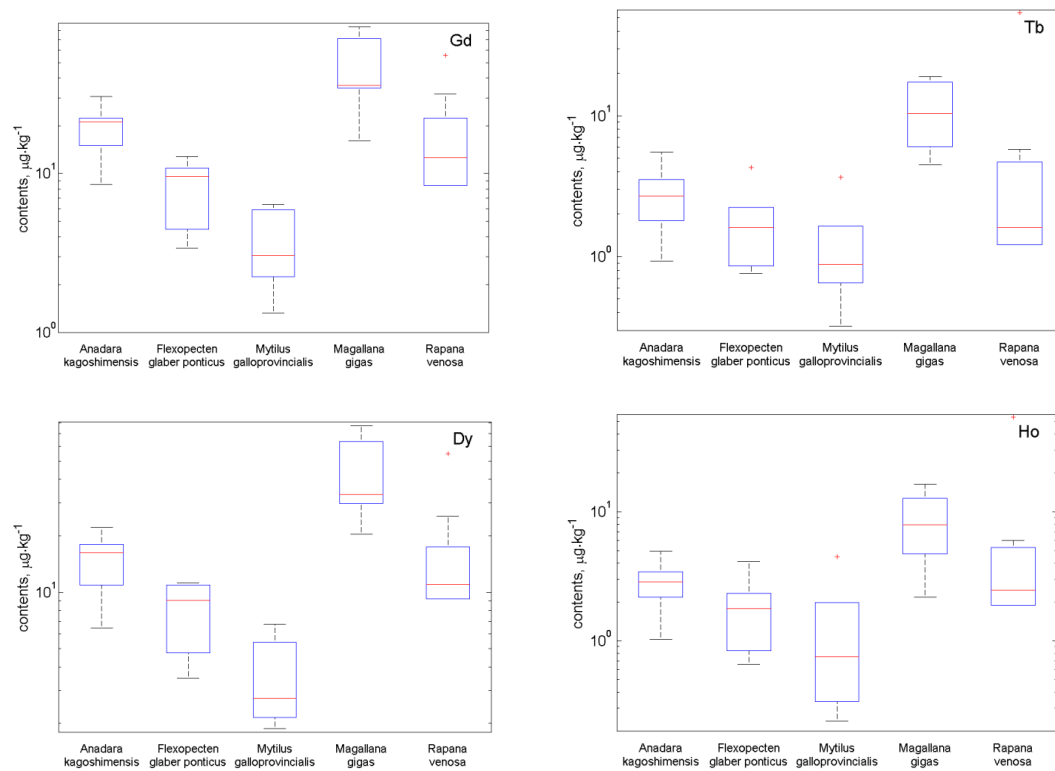 Gd
contents, μg·kg⁻¹
10¹
10⁰
Anadara kagoshimensis
Flexopecten glaber ponticus
Mytilus galloprovincialis
Magallana gigas
Rapana venosa
Tb
contents, μg·kg⁻¹
10¹
10⁰
Anadara kagoshimensis
Flexopecten glaber ponticus
Mytilus galloprovincialis
Magallana gigas
Rapana venosa
Dy
contents, μg·kg⁻¹
10¹
Anadara kagoshimensis
Flexopecten glaber ponticus
Mytilus galloprovincialis
Magallana gigas
Rapana venosa
Ho
contents, μg·kg⁻¹
10¹
10⁰
Anadara kagoshimensis
Flexopecten glaber ponticus
Mytilus galloprovincialis
Magallana gigas
Rapana venosa